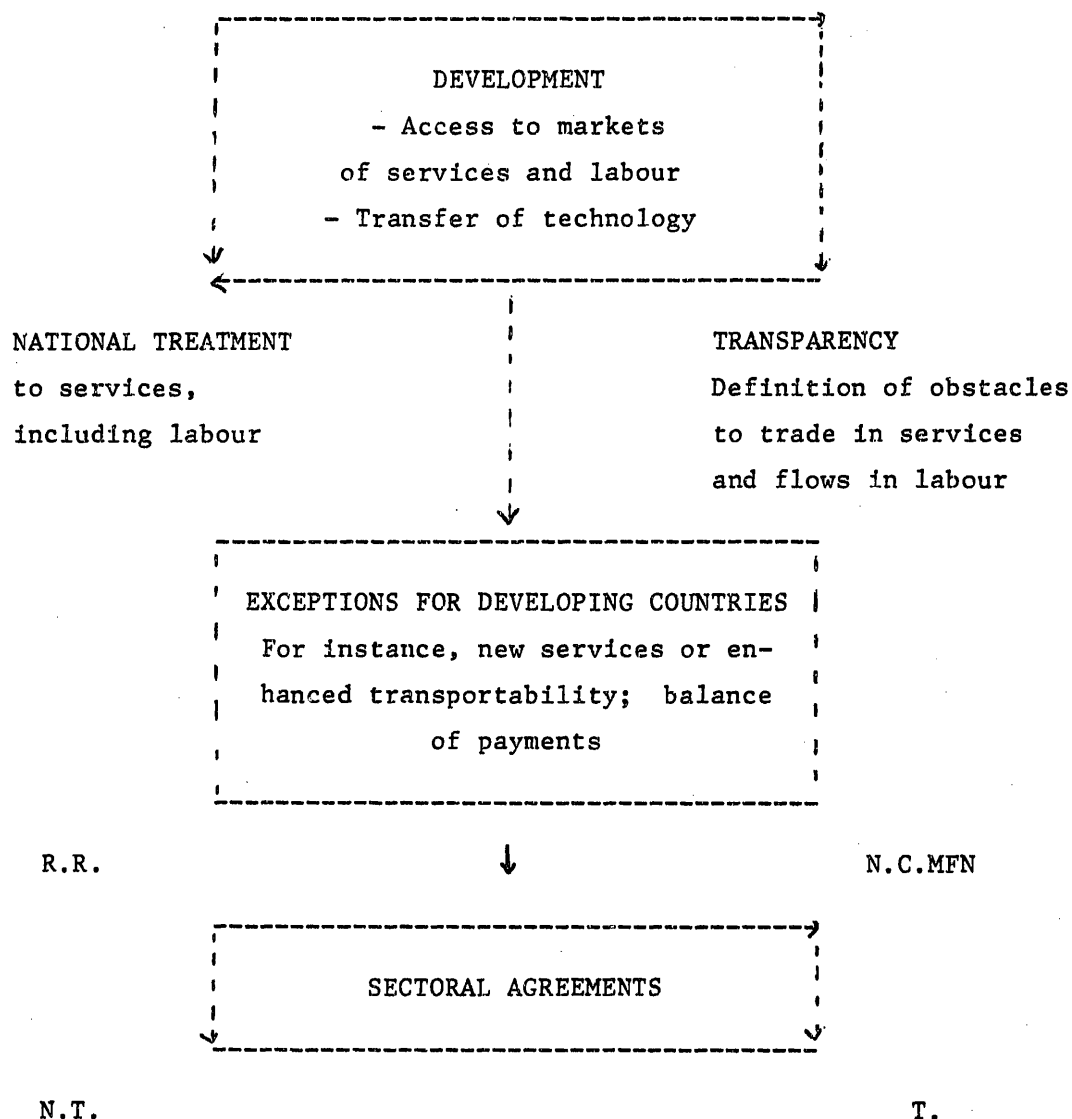 DEVELOPMENT
- Access to markets
of services and labour
- Transfer of technology
NATIONAL TREATMENT
to services,
including labour
TRANSPARENCY
Definition of obstacles
to trade in services
and flows in labour
EXCEPTIONS FOR DEVELOPING COUNTRIES
For instance, new services or en-
hanced transportability; balance
of payments
R.R.
N.C.MFN
SECTORAL AGREEMENTS
N.T.
T.